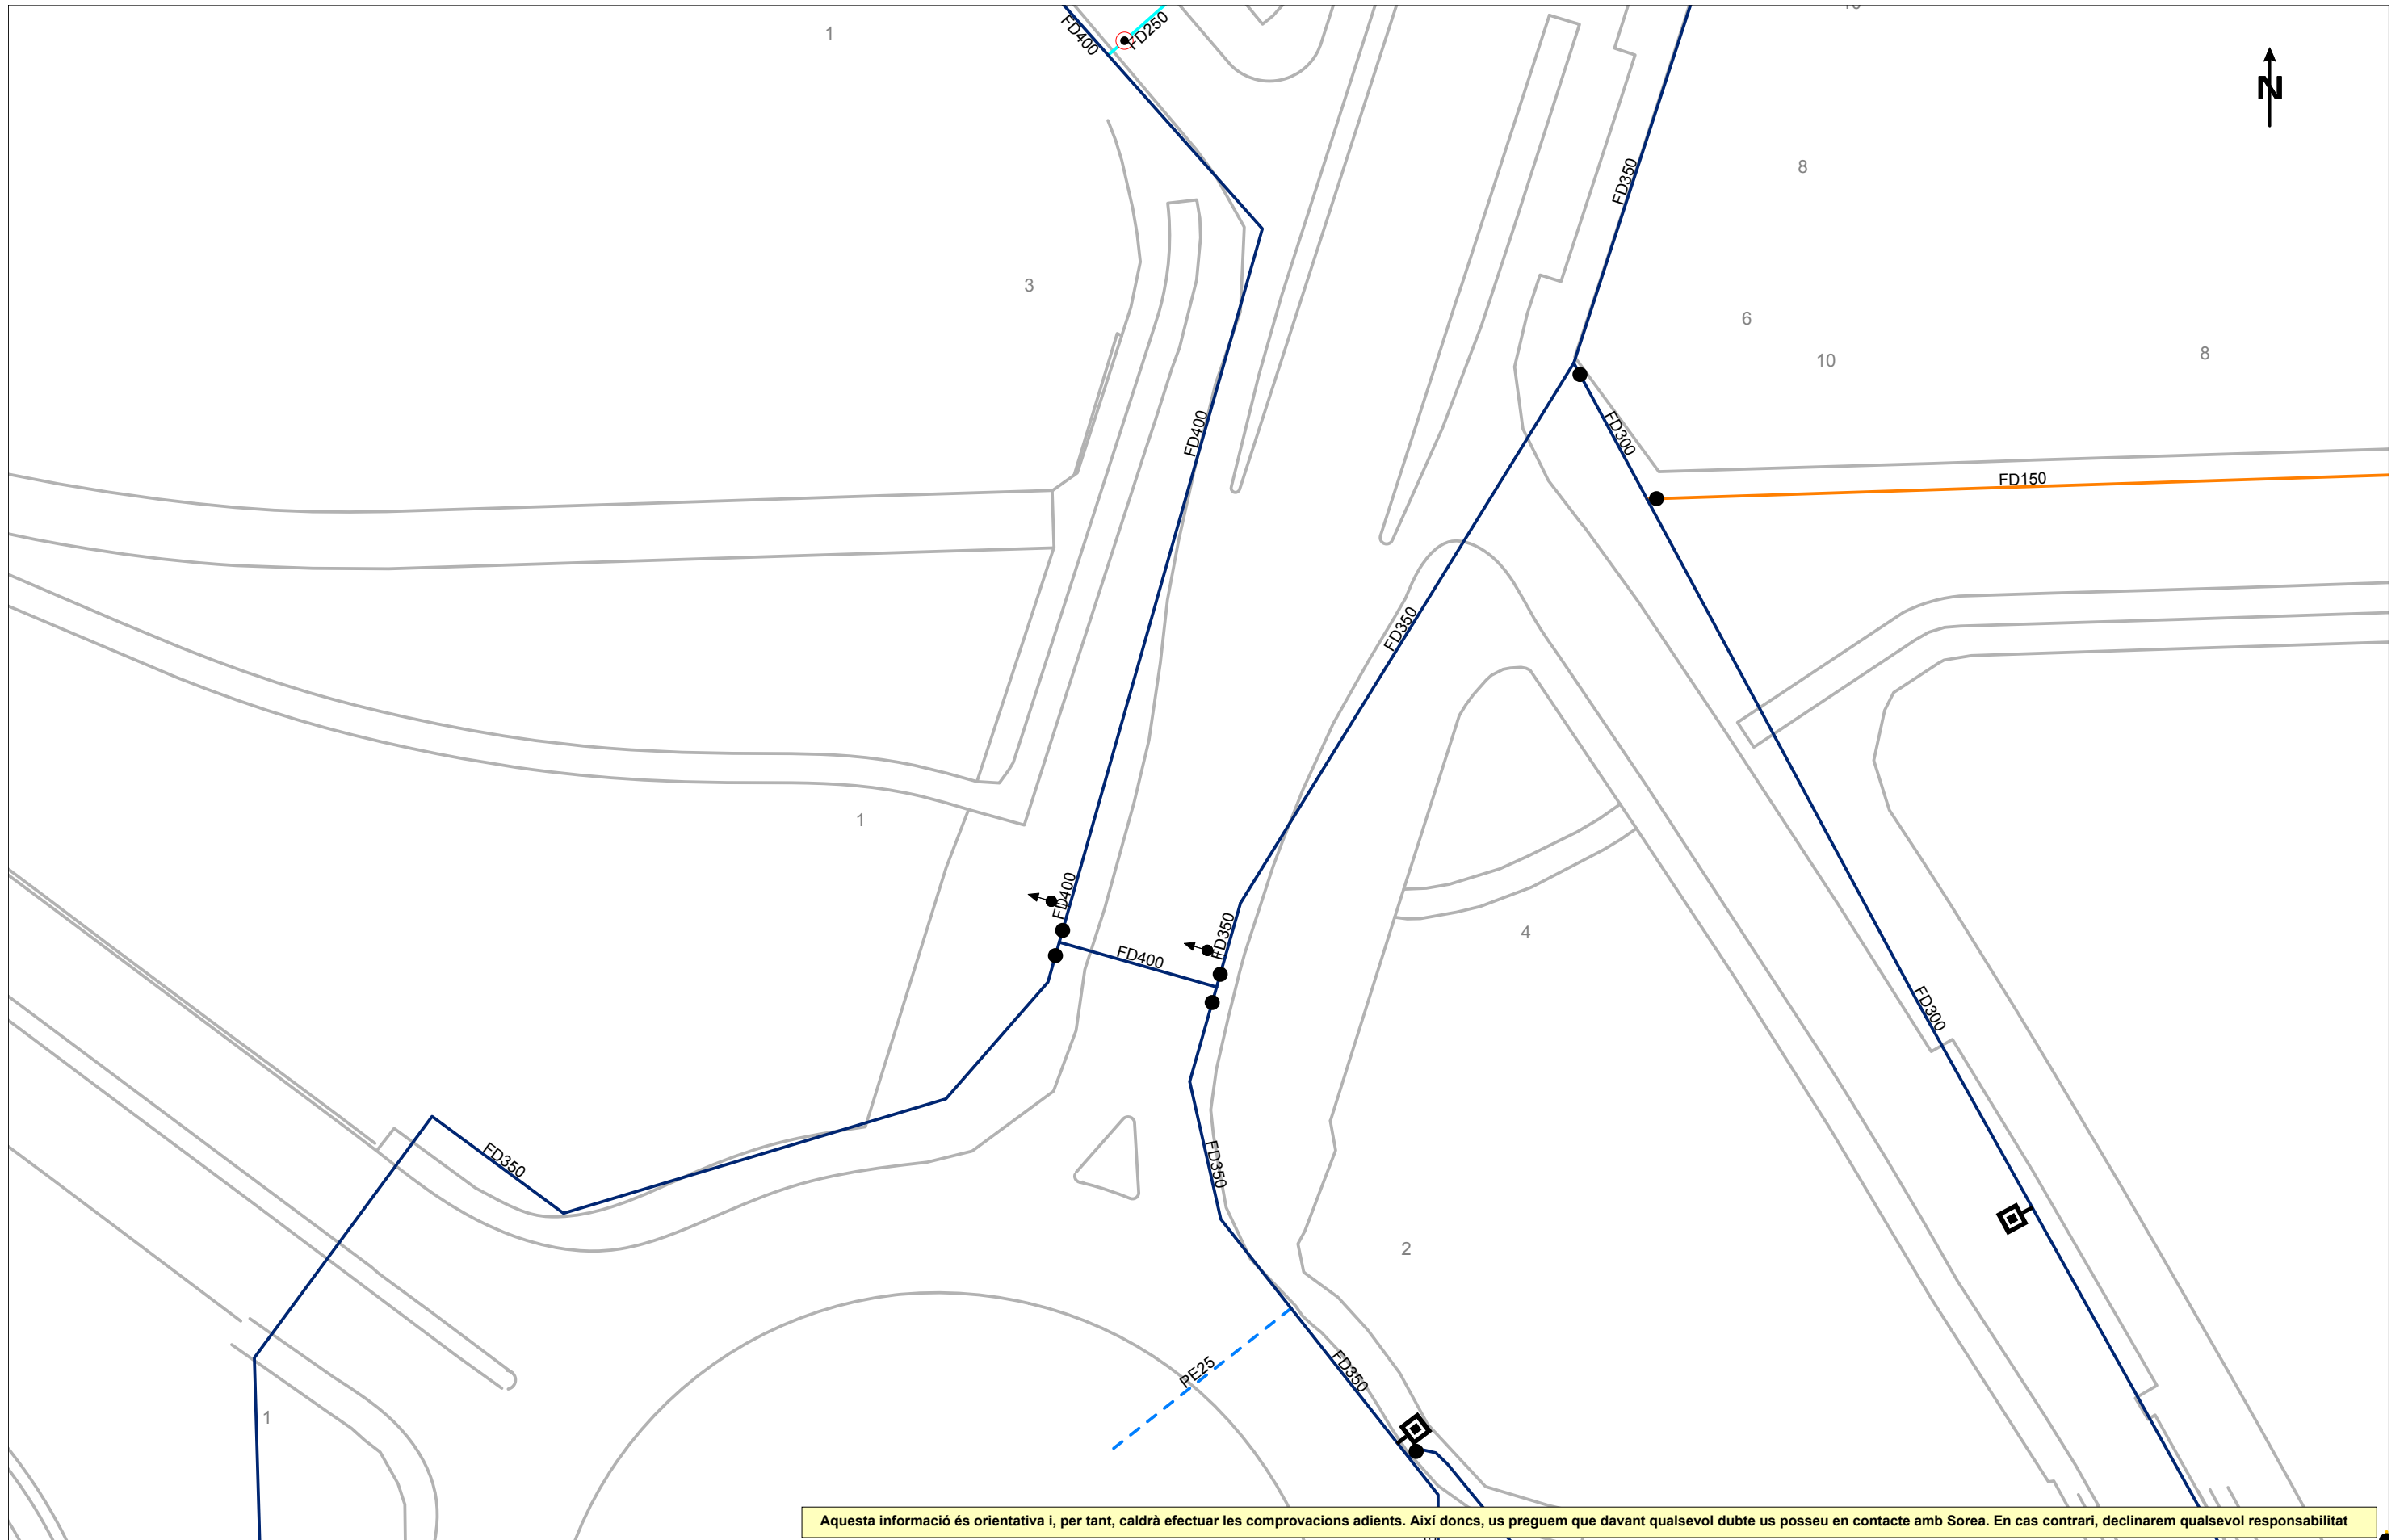 1
FD400
FD250
N
8
FD350
3
6
8
10
FD400
FD300
FD150
FD350
1
FD400
FD350
4
FD400
FD300
FD350
FD350
2
PE25
FD350
1
Aquesta informació és orientativa i, per tant, caldrà efectuar les comprovacions adients. Així doncs, us preguem que davant qualsevol dubte us posseu en contacte amb Sorea. En cas contrari, declinarem qualsevol responsabilitat